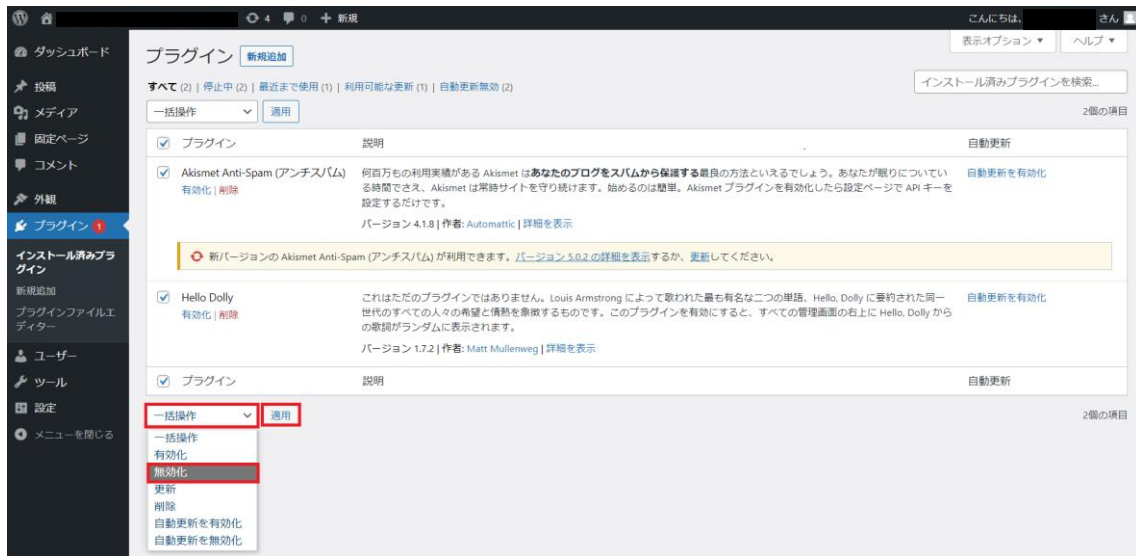 4 0 新規 こんにちは、 さん
表示オプション ▼ ヘルプ ▼
ダッシュボード
投稿
メディア
固定ページ
コメント
外観
プラグイン 1
インストール済みプラグイン
新規追加
プラグインファイルエディター
ユーザー
ツール
設定
メニューを閉じる
プラグイン 新規追加
すべて (2) | 停止中 (2) | 最近まで使用 (1) | 利用可能な更新 (1) | 自動更新無効 (2)
インストール済みプラグインを検索...
一括操作 適用 2個の項目
プラグイン 説明 自動更新
Akismet Anti-Spam (アンチスパム)
有効化 | 削除
何百万もの利用実績がある Akismet はあなたのブログをスパムから保護する最良の方法といえるでしょう。あなたが眠りについてい
る時間でさえ、Akismet は常時サイトを守り続けます。始めるのは簡単。Akismet プラグインを有効化したら設定ページで API キーを
設定するだけです。
バージョン 4.1.8 | 作者: Automattic | 詳細を表示
自動更新を有効化
新バージョンの Akismet Anti-Spam (アンチスパム) が利用できます。バージョン 5.0.2 の詳細を表示するか、更新してください。
Hello Dolly
有効化 | 削除
これはただのプラグインではありません。Louis Armstrong によって歌われた最も有名な二つの単語、Hello, Dolly に要約された同一
世代のすべての人々の希望と情熱を象徴するものです。このプラグインを有効にすると、すべての管理画面の右上に Hello, Dolly から
の歌詞がランダムに表示されます。
バージョン 1.7.2 | 作者: Matt Mullenweg | 詳細を表示
自動更新を有効化
プラグイン 説明 自動更新
一括操作 適用 2個の項目
一括操作
有効化
無効化
更新
削除
自動更新を有効化
自動更新を無効化